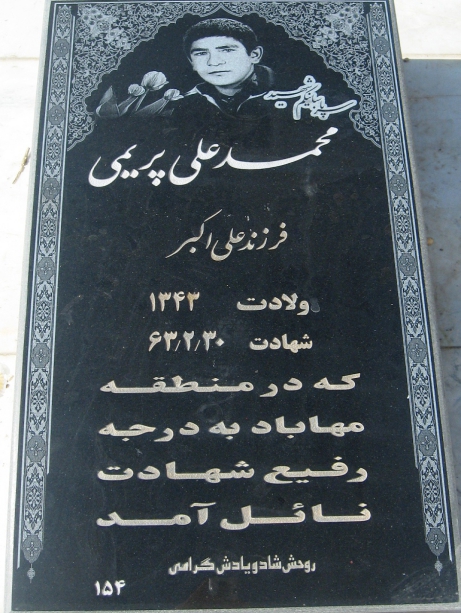 شهید
محمد علی پریمی
فرزند علی اکبر
ولادت ۱۳۴۳
شهادت ۶۳/۲/۳۰
که در منطقه
مهاباد به درجه
رفیع شهادت
نائل آمد
روحش شاد و یادش گرامی
۱۵۴